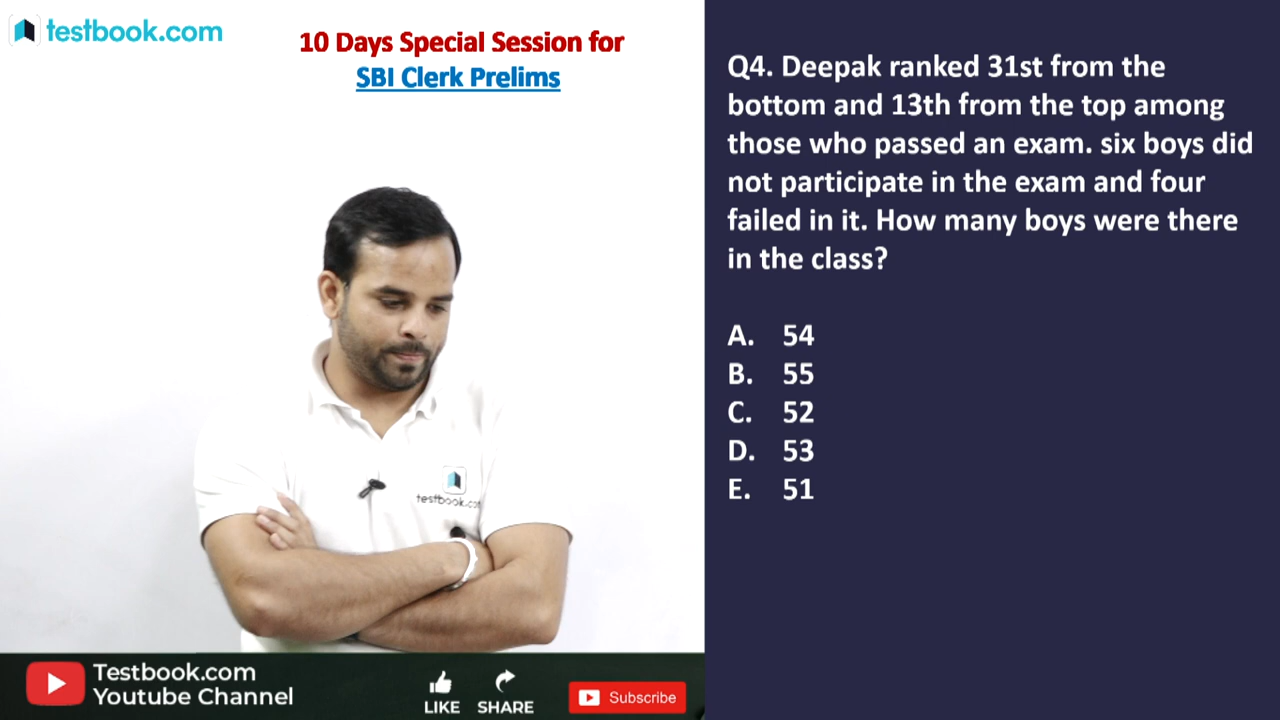 testbook.com
10 Days Special Session for
SBI Clerk Prelims
Q4. Deepak ranked 31st from the
bottom and 13th from the top among
those who passed an exam. six boys did
not participate in the exam and four
failed in it. How many boys were there
in the class?
A. 54
B. 55
C. 52
D. 53
E. 51
testbook.co
Testbook.com
Youtube Channel
LIKE
SHARE
Subscribe